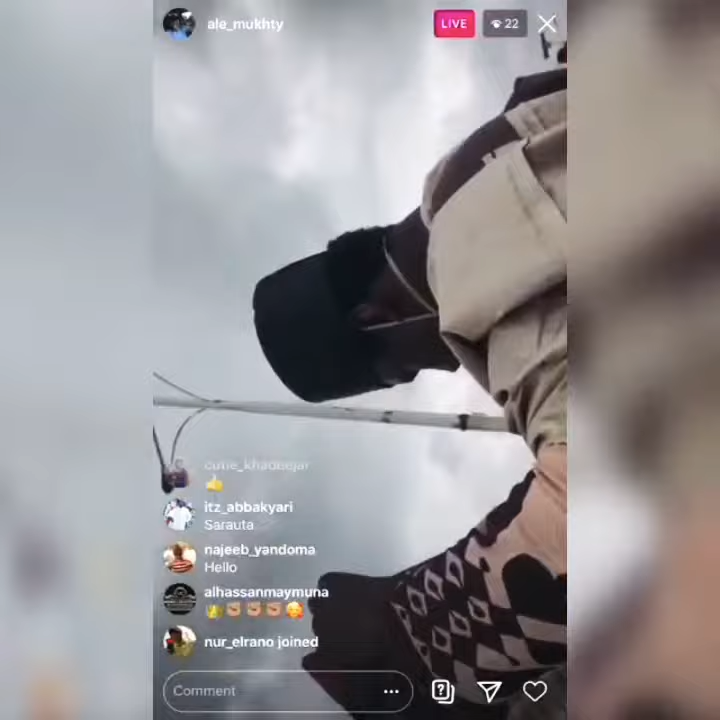 ale_mukhty
LIVE
22
cutie_khadeejar
itz_abbakyari
Sarauta
najeeb_yandoma
Hello
alhassanmaymuna
nur_elrano joined
Comment